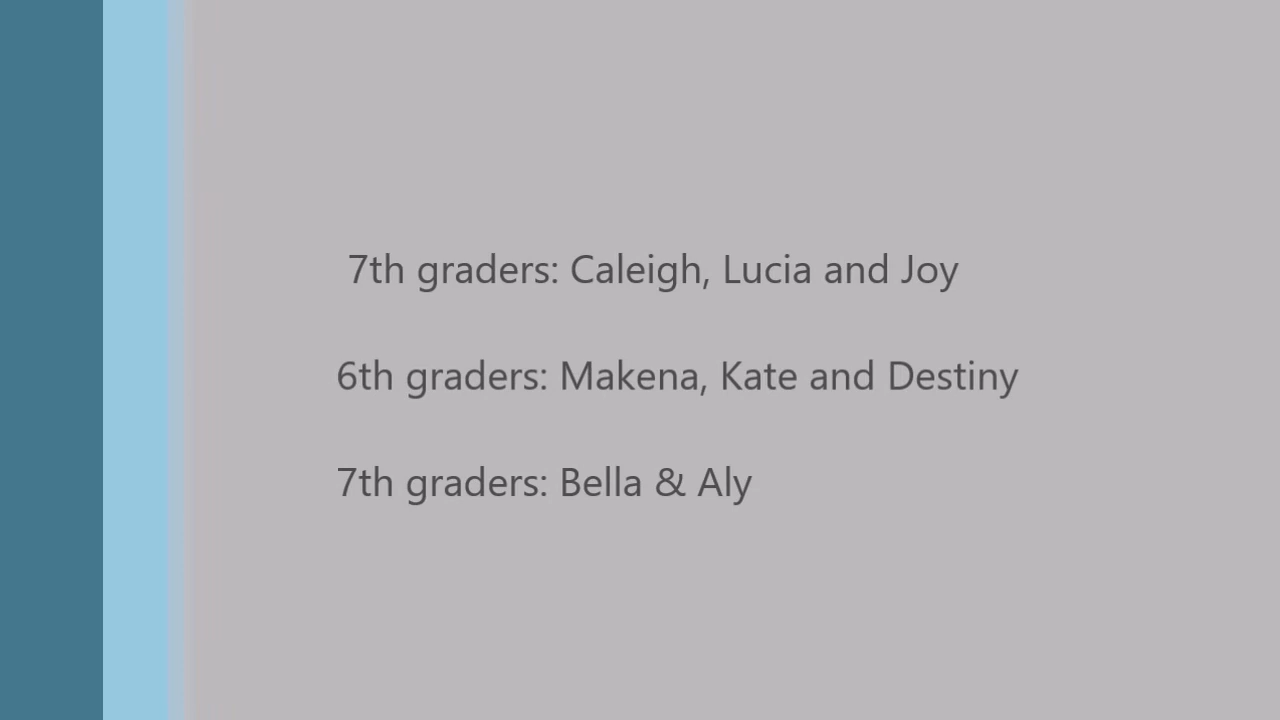 7th graders: Caleigh, Lucia and Joy
6th graders: Makena, Kate and Destiny
7th graders: Bella & Aly